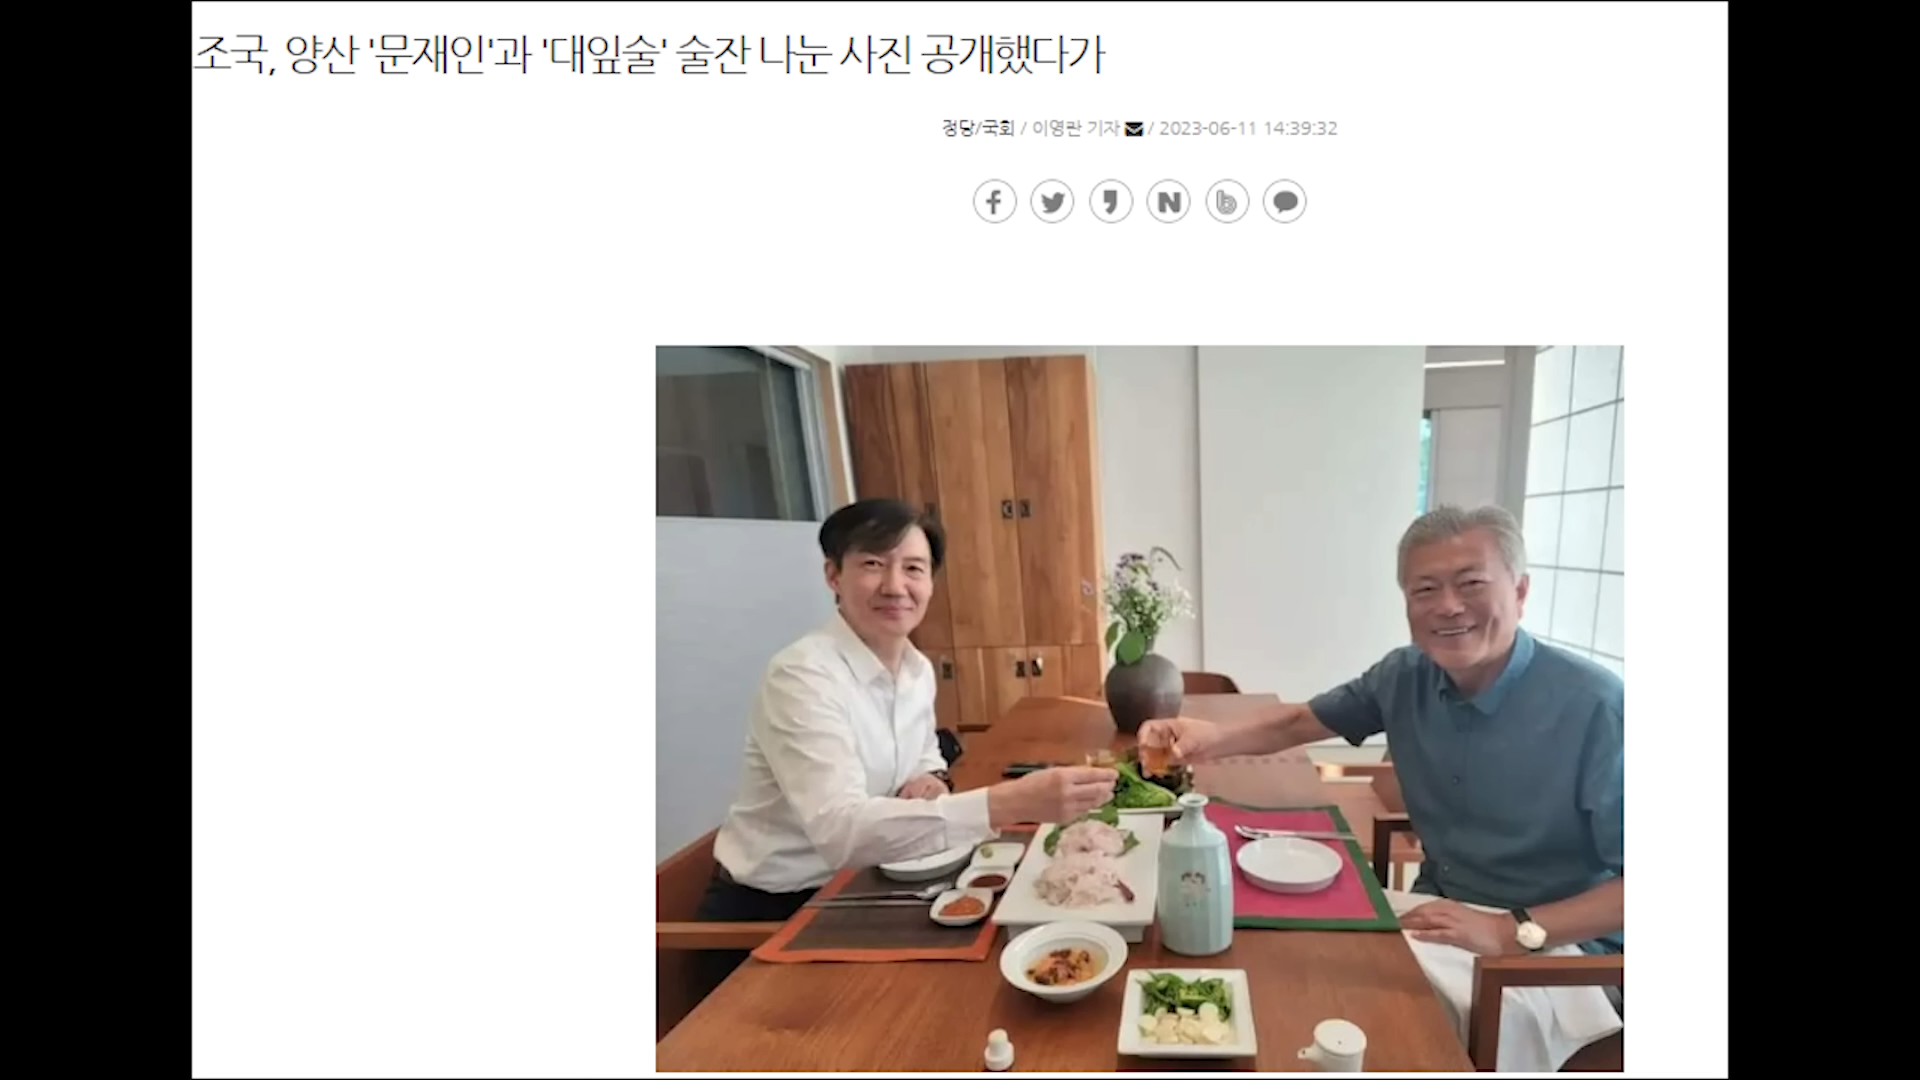 조국, 양산 '문재인'과 '대잎술' 술잔 나눈 사진 공개했다가
정당/국회 / 이영란 기자 / 2023-06-11 14:39:32